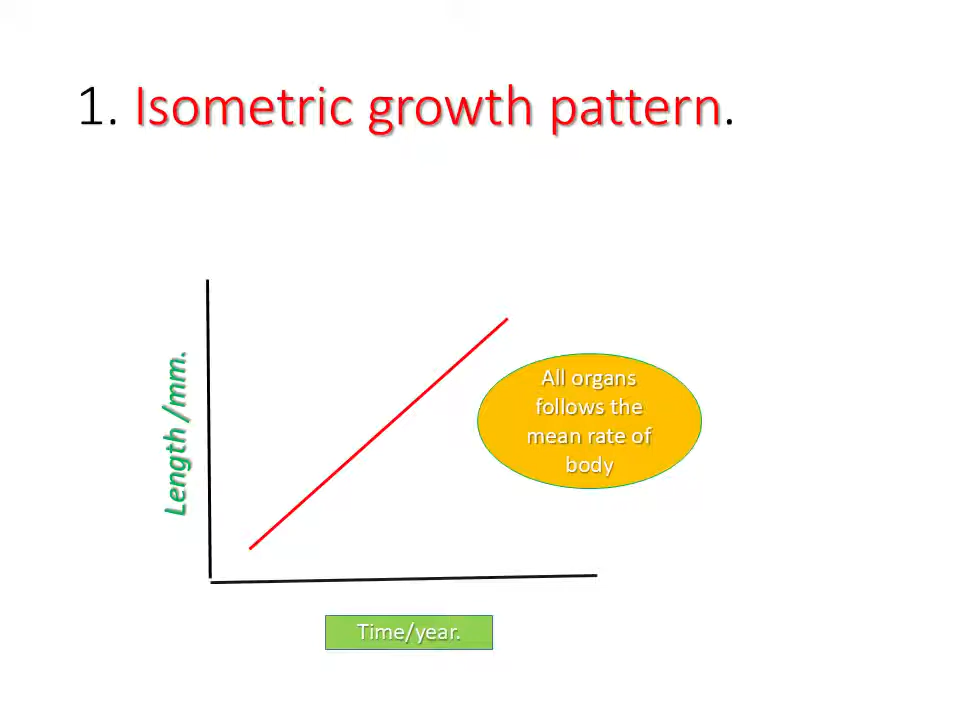 1. Isometric growth pattern.
Length /mm.
All organs
follows the
mean rate of
body
Time/year.